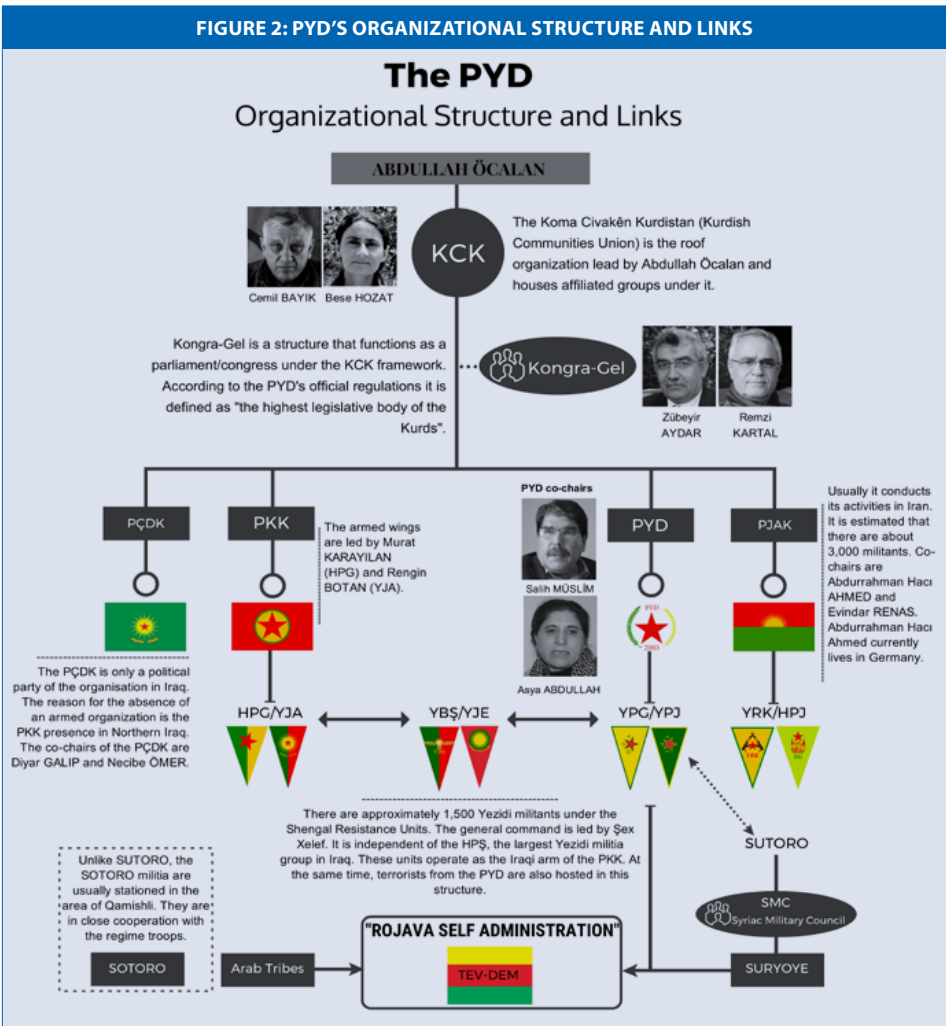 FIGURE 2: PYD'S ORGANIZATIONAL STRUCTURE AND LINKS
The PYD
Organizational Structure and Links
ABDULLAH ÖCALAN
KCK
Cemil BAYIK
Bese HOZAT
The Koma Civakên Kurdistan (Kurdish
Communities Union) is the roof
organization lead by Abdullah Öcalan and
houses affiliated groups under it.
Kongra-Gel is a structure that functions as a
parliament/congress under the KCK framework.
According to the PYD's official regulations it is
defined as "the highest legislative body of the
Kurds".
Kongra-Gel
Zübeyir
AYDAR
Remzi
KARTAL
PÇDK
PKK
The armed wings
are led by Murat
KARAYILAN
(HPG) and Rengin
BOTAN (YJA).
PYD co-chairs
Salih MÜSLİM
Asya ABDULLAH
PYD
PYD
2003
PJAK
Usually it conducts
its activities in Iran.
It is estimated that
there are about
3,000 militants. Co-
chairs are
Abdurrahman Hacı
AHMED and
Evindar RENAS.
Abdurrahman Hacı
Ahmed currently
lives in Germany.
The PÇDK is only a political
party of the organisation in Iraq.
The reason for the absence of
an armed organization is the
PKK presence in Northern Iraq.
The co-chairs of the PÇDK are
Diyar GALIP and Necibe ÖMER.
HPG/YJA
YBŞ/YJE
YPG/YPJ
YRK/HPJ
YRK
There are approximately 1,500 Yezidi militants under the
Shengal Resistance Units. The general command is led by Şex
Xelef. It is independent of the HPŞ, the largest Yezidi militia
group in Iraq. These units operate as the Iraqi arm of the PKK. At
the same time, terrorists from the PYD are also hosted in this
structure.
SUTORO
SMC
Syriac Military Council
SURYOYE
Unlike SUTORO, the
SOTORO militia are
usually stationed in the
area of Qamishli. They are
in close cooperation with
the regime troops.
SOTORO
Arab Tribes
"ROJAVA SELF ADMINISTRATION"
TEV-DEM